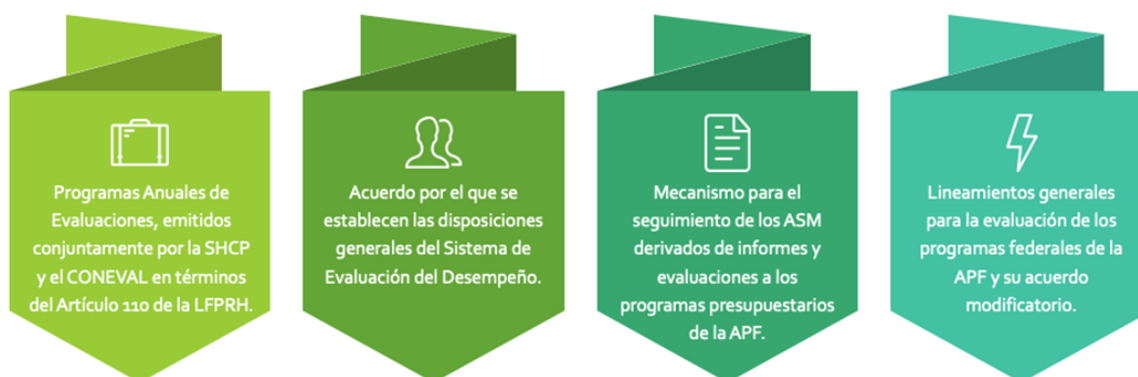 Programas Anuales de
Evaluaciones, emitidos
conjuntamente por la SHCP
y el CONEVAL en términos
del Artículo 110 de la LFPRH.
Acuerdo por el que se
establecen las disposiciones
generales del Sistema de
Evaluación del Desempeño.
Mecanismo para el
seguimiento de los ASM
derivados de informes y
evaluaciones a los
programas presupuestarios
de la APF.
Lineamientos generales
para la evaluación de los
programas federales de la
APF y su acuerdo
modificatorio.